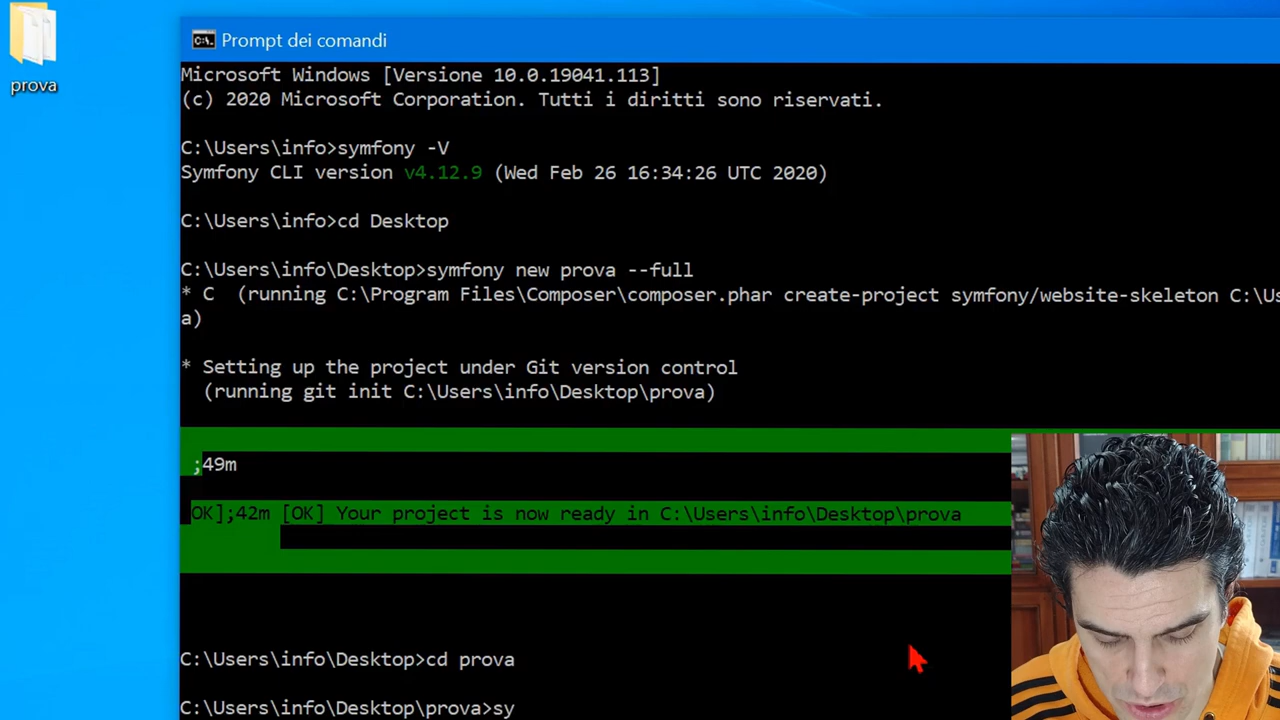 prova
Prompt dei comandi
Microsoft Windows [Versione 10.0.19041.113]
(c) 2020 Microsoft Corporation. Tutti i diritti sono riservati.
C:\Users\info>symfony -V
Symfony CLI version v4.12.9 (Wed Feb 26 16:34:26 UTC 2020)
C:\Users\info>cd Desktop
C:\Users\info\Desktop>symfony new prova --full
* C  (running C:\Program Files\Composer\composer.phar create-project symfony/website-skeleton C:\Us
a)
* Setting up the project under Git version control
(running git init C:\Users\info\Desktop\prova)
;49m
OK];42m [OK] Your project is now ready in C:\Users\info\Desktop\prova
C:\Users\info\Desktop>cd prova
C:\Users\info\Desktop\prova>sy